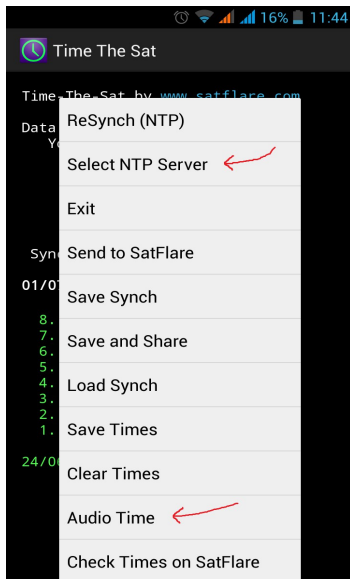 16% 11:44
Time The Sat
Time-The-Sat by www.satflare.com
Data
ReSynch (NTP)
Select NTP Server
Exit
Send to SatFlare
Save Synch
Save and Share
Load Synch
Save Times
Clear Times
Audio Time
Check Times on SatFlare
01/0
8.
7.
6.
5.
4.
3.
2.
1.
24/0